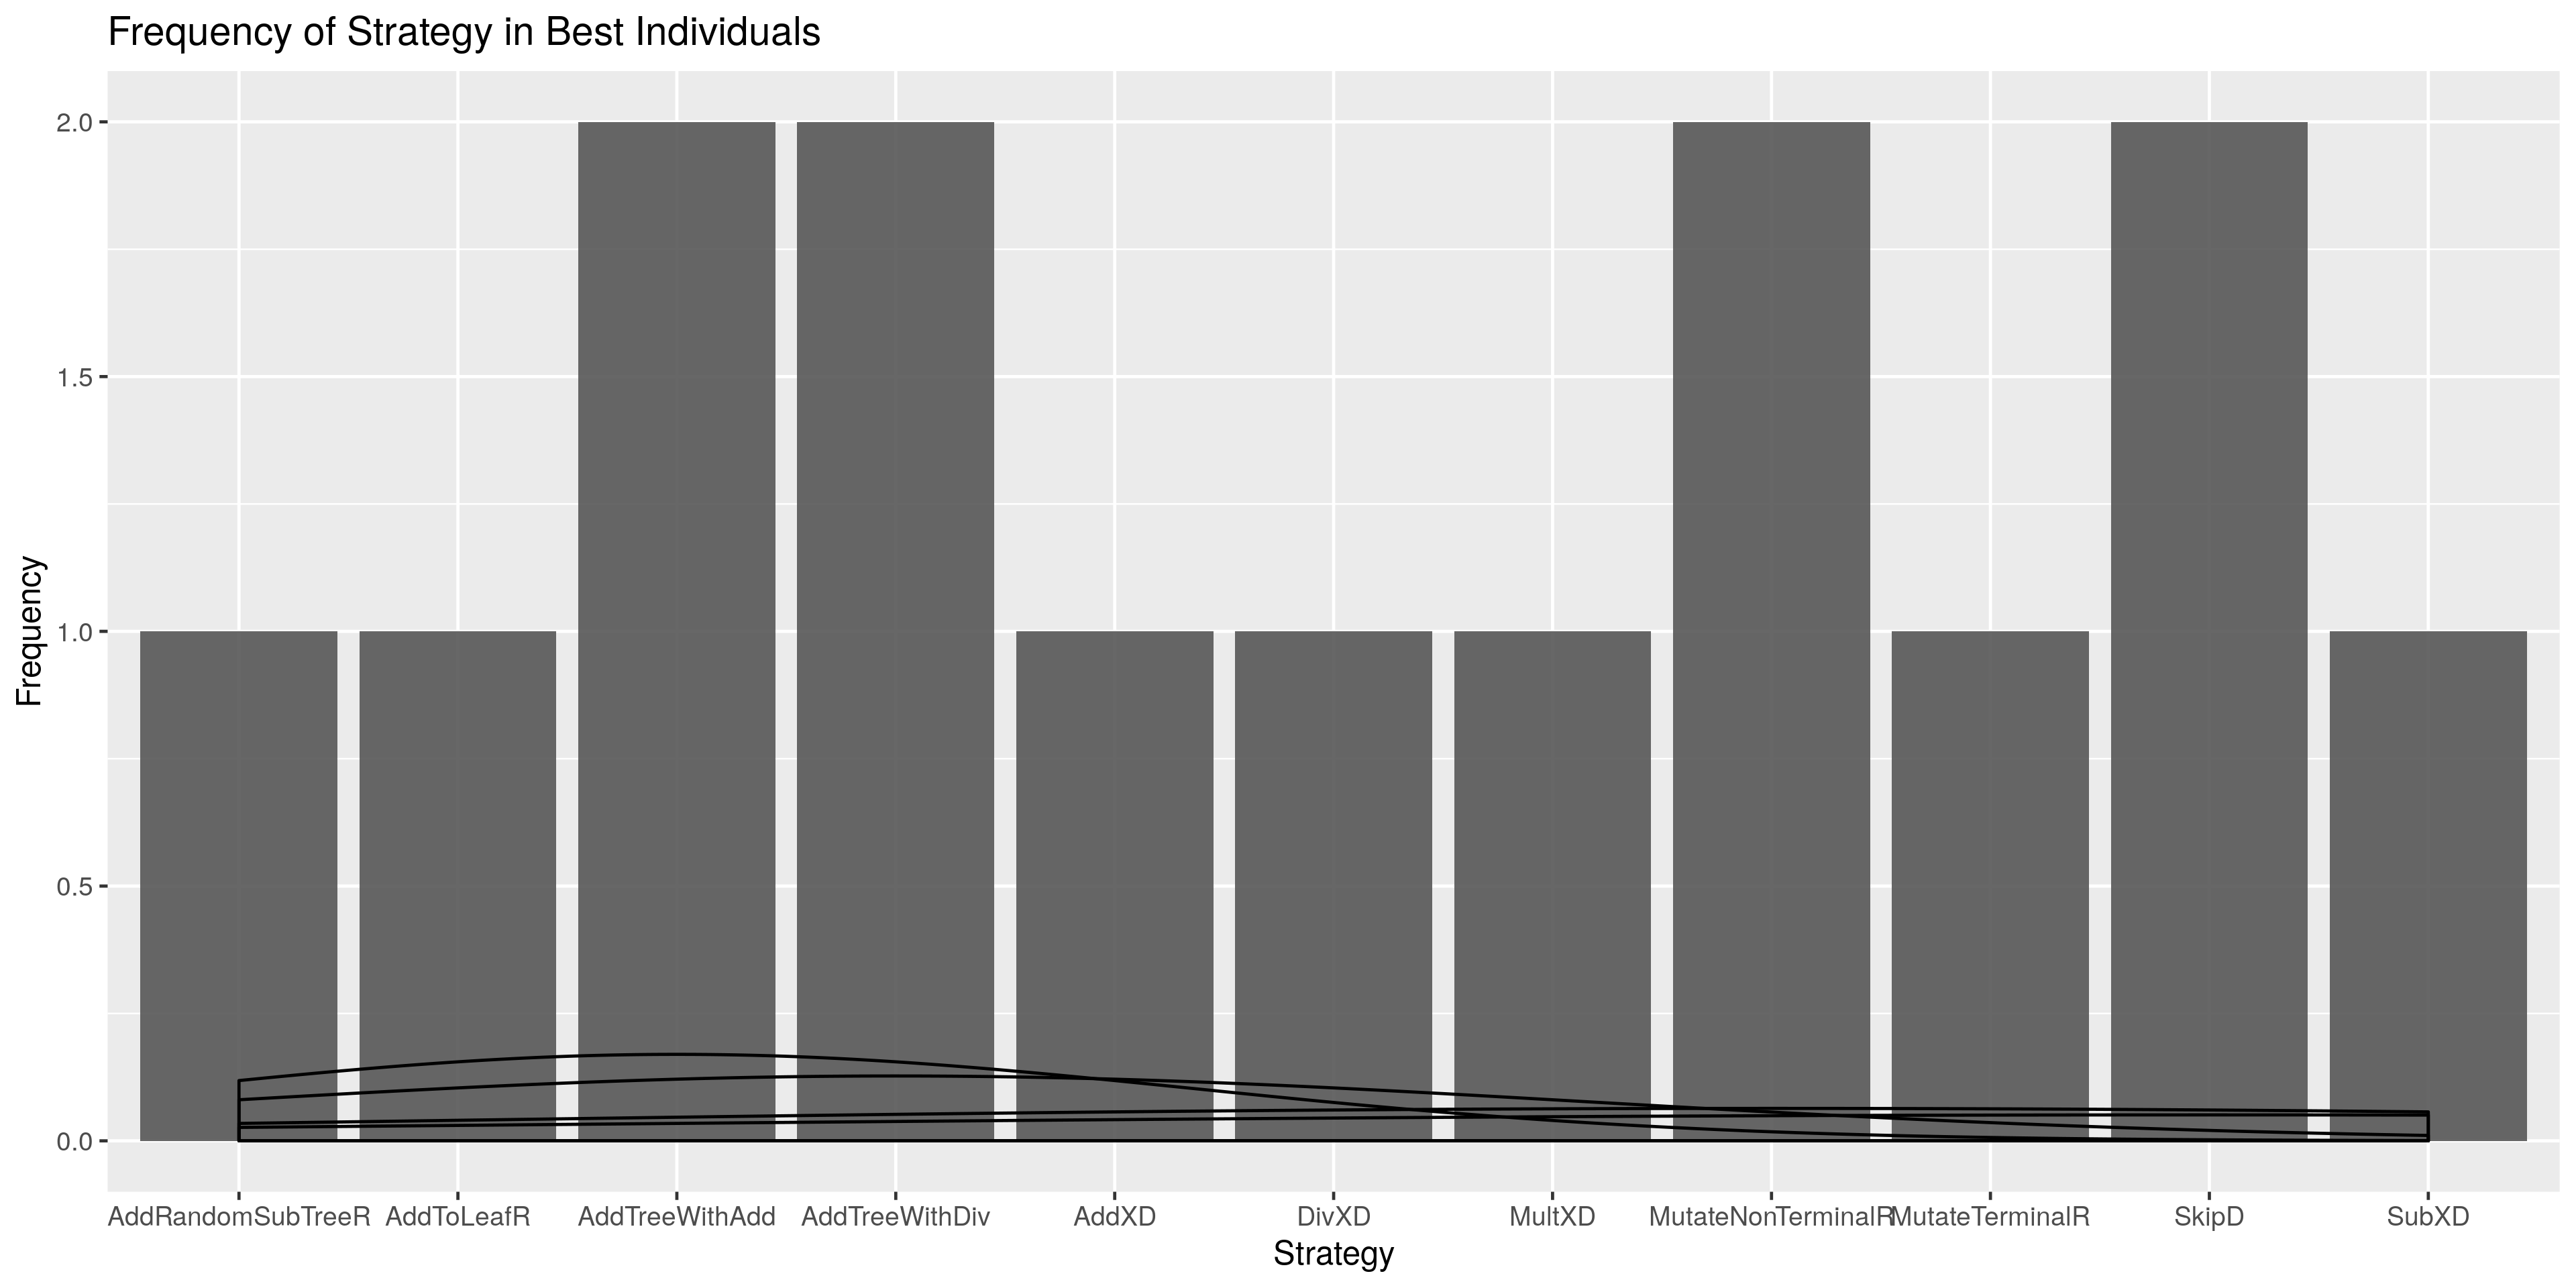 Frequency of Strategy in Best Individuals
2.0
1.5
1.0
0.5
0.0
Frequency
AddRandomSubTreeR AddToLeafR AddTreeWithAdd AddTreeWithDiv AddXD DivXD MultXD MutateNonTerminalR MutateTerminalR SkipD SubXD
Strategy